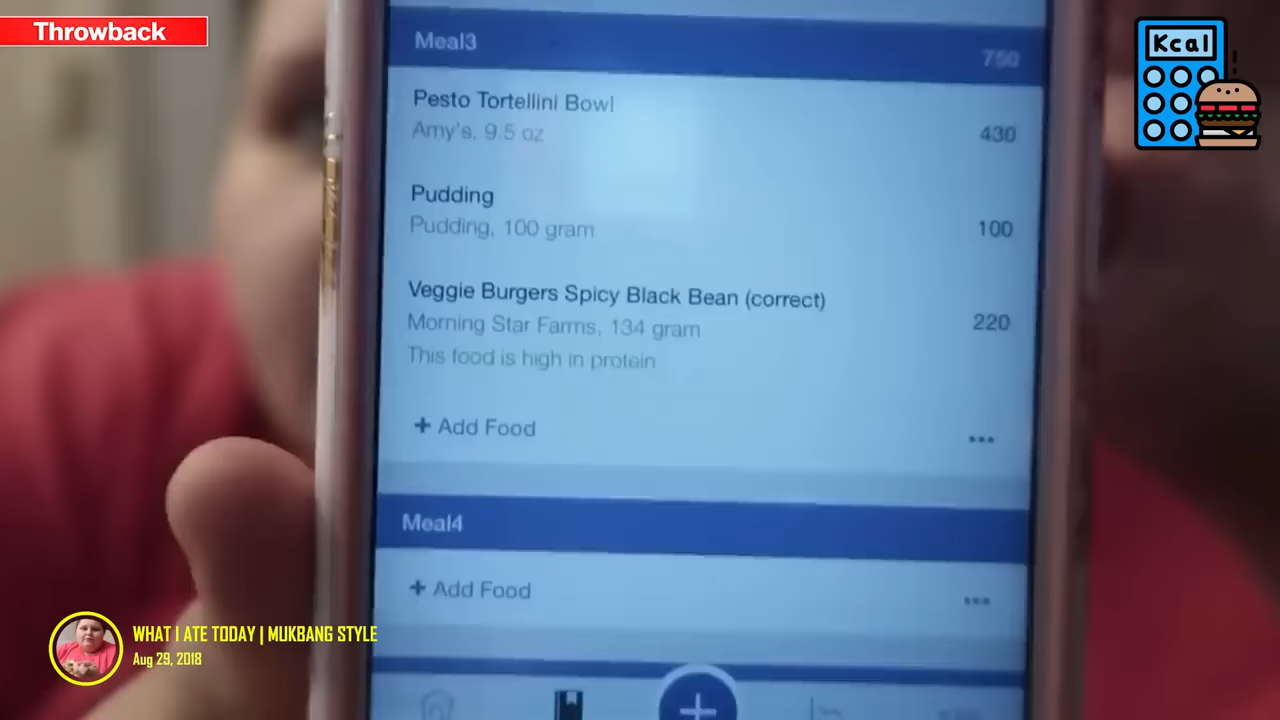 Throwback
Kcal
Meal3
750
Pesto Tortellini Bowl
Amy's, 9.5 oz
430
Pudding
Pudding, 100 gram
100
Veggie Burgers Spicy Black Bean (correct)
Morning Star Farms, 134 gram
220
This food is high in protein
+ Add Food
Meal4
+ Add Food
WHAT I ATE TODAY | MUKBANG STYLE
Aug 29, 2018